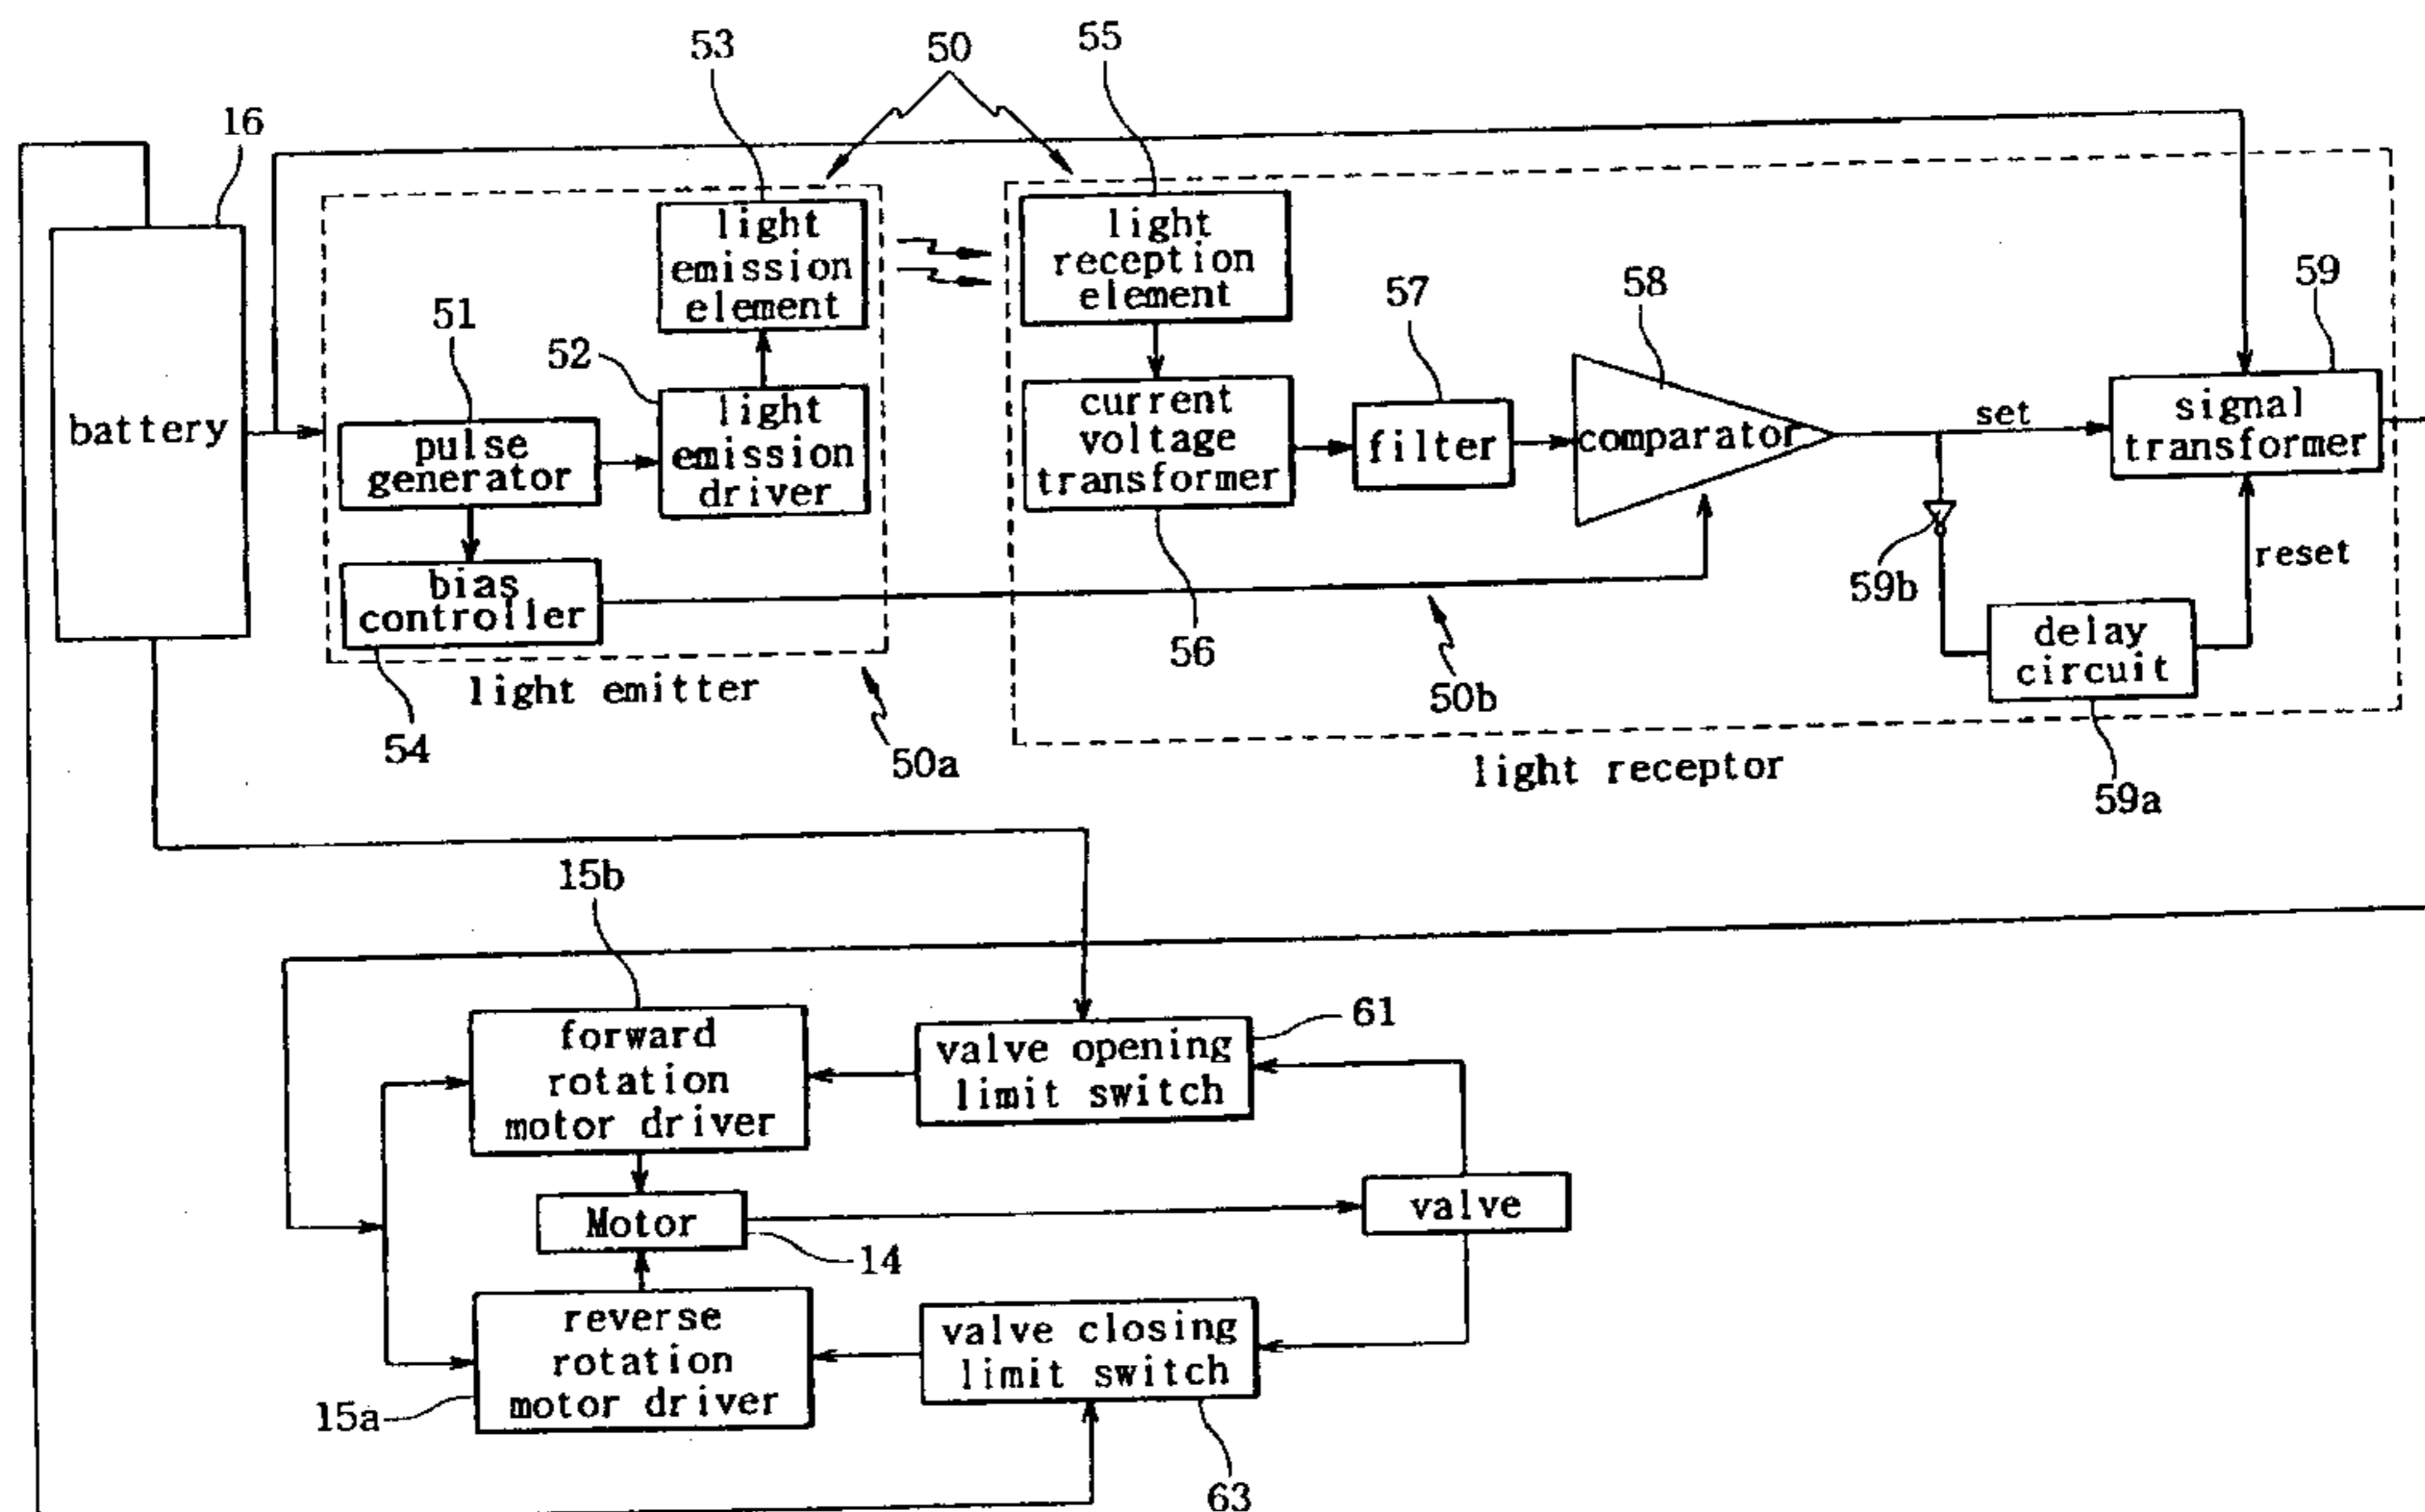 53
50
55
16
light
emission
element
light
reception
element
51
52
57
58
59
battery
pulse
generator
light
emission
driver
current
voltage
transformer
filter
comparator
set
signal
transformer
bias
controller
59b
reset
56
delay
circuit
light emitter
50b
54
50a
light receptor
59a
15b
forward
rotation
motor driver
valve opening
limit switch
61
Motor
valve
14
reverse
rotation
motor driver
valve closing
limit switch
15a
63